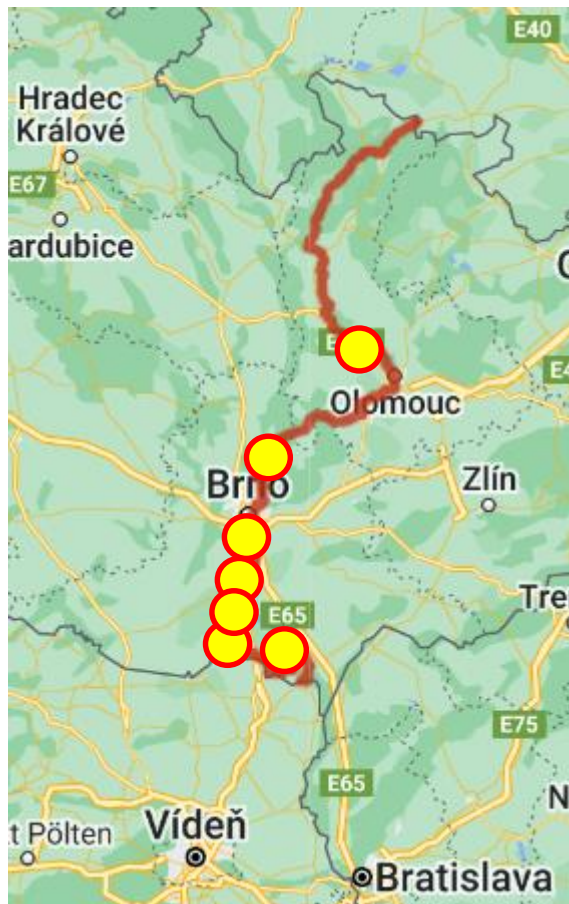 E40
Hradec
Králové
E67
ardubice
Olomouc
Brno
Zlín
E65
Tre
E75
E65
N
t Pölten
Vídeň
Bratislava